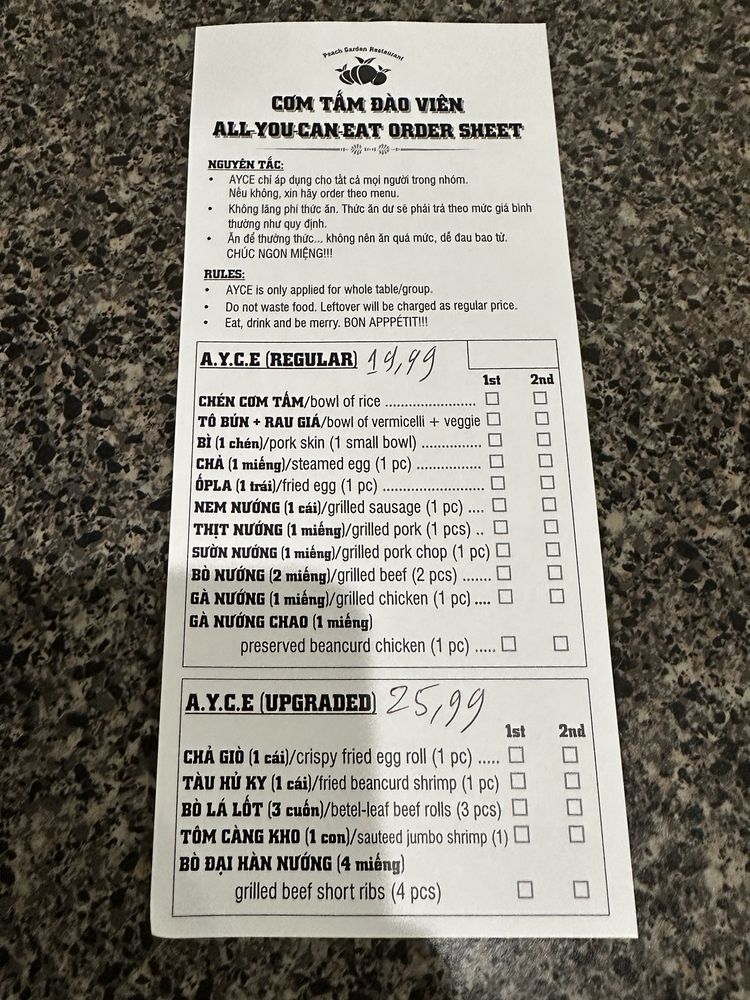 Peach Garden Restaurant
CƠM TẤM ĐÀO VIÊN
ALL-YOU-CAN-EAT ORDER SHEET
NGUYÊN TẮC:
• AYCE chỉ áp dụng cho tất cả mọi người trong nhóm.
Nếu không, xin hãy order theo menu.
• Không lãng phí thức ăn. Thức ăn dư sẽ phải trả theo mức giá bình
thường như quy định.
• Ăn để thưởng thức... không nên ăn quá mức, dễ đau bao tử.
CHÚC NGON MIỆNG!!!
RULES:
• AYCE is only applied for whole table/group.
• Do not waste food. Leftover will be charged as regular price.
• Eat, drink and be merry. BON APPPÉTIT!!!
A.Y.C.E (REGULAR) 19,99
1st 2nd
CHÉN CƠM TẤM/bowl of rice ........................
TÔ BÚN + RAU GIÁ/bowl of vermicelli + veggie
BÌ (1 chén)/pork skin (1 small bowl) ................
CHẢ (1 miếng)/steamed egg (1 pc) .................
ỐPLA (1 trái)/fried egg (1 pc) ............................
NEM NƯỚNG (1 cái)/grilled sausage (1 pc) ....
THỊT NƯỚNG (1 miếng)/grilled pork (1 pcs) ..
SƯỜN NƯỚNG (1 miếng)/grilled pork chop (1 pc)
BÒ NƯỚNG (2 miếng)/grilled beef (2 pcs) .......
GÀ NƯỚNG (1 miếng)/grilled chicken (1 pc) ....
GÀ NƯỚNG CHAO (1 miếng)
preserved beancurd chicken (1 pc) .....
A.Y.C.E (UPGRADED) 25,99
1st 2nd
CHẢ GIÒ (1 cái)/crispy fried egg roll (1 pc) .....
TÀU HỦ KY (1 cái)/fried beancurd shrimp (1 pc)
BÒ LÁ LỐT (3 cuốn)/betel-leaf beef rolls (3 pcs)
TÔM CÀNG KHO (1 con)/sauteed jumbo shrimp (1)
BÒ ĐẠI HÀN NƯỚNG (4 miếng)
grilled beef short ribs (4 pcs)